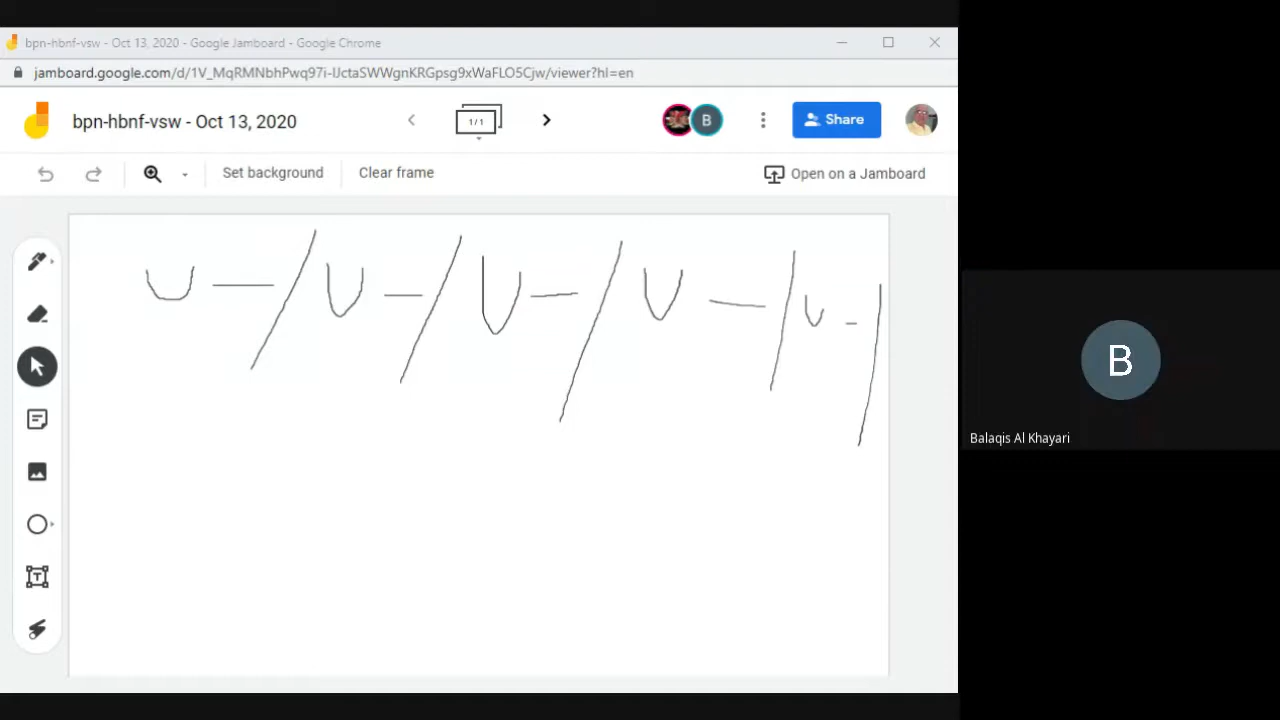 bpn-hbnf-vsw - Oct 13, 2020 - Google Jamboard - Google Chrome
jamboard.google.com/d/1V_MqRMNbhPwq97i-IJctaSWWgnKRGpsg9xWaFLO5Cjw/viewer?hl=en
bpn-hbnf-vsw - Oct 13, 2020
1/1
B
Share
Set background
Clear frame
Open on a Jamboard
U — / U — / U — / U — / U - /
T
B
Balaqis Al Khayari